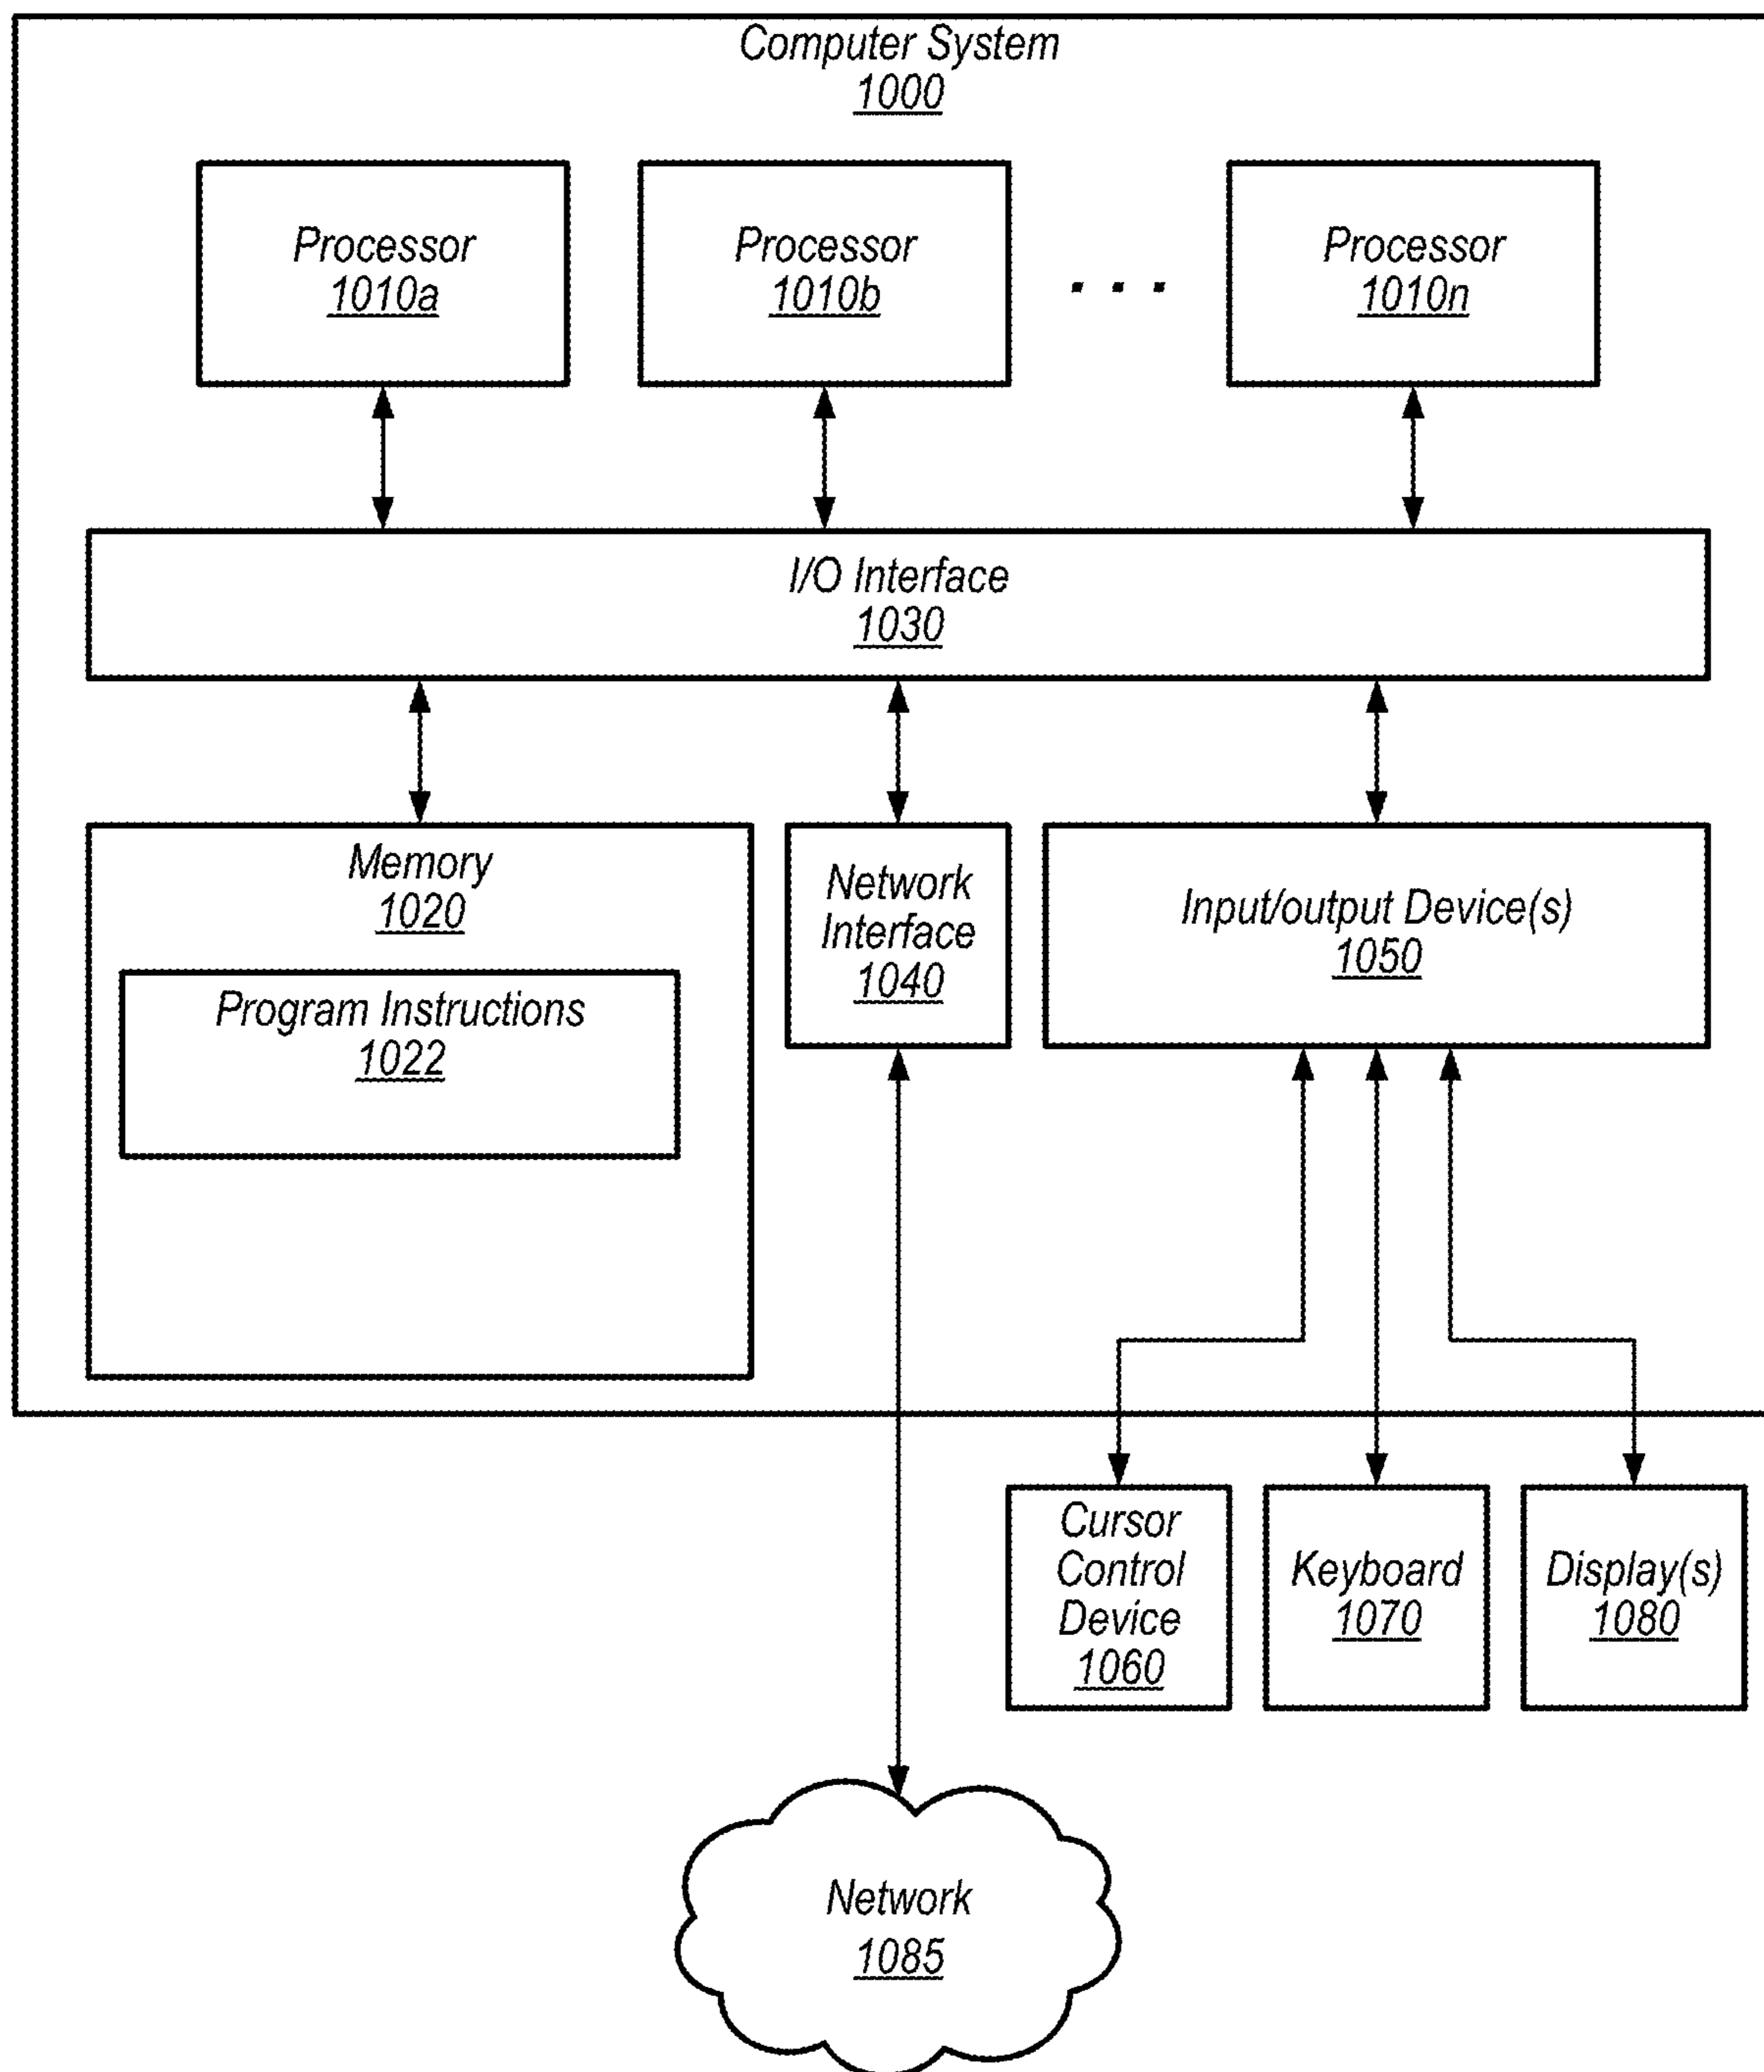 Computer System
1000
Processor
1010a
Processor
1010b
. . .
Processor
1010n
I/O Interface
1030
Memory
1020
Program Instructions
1022
Network
Interface
1040
Input/output Device(s)
1050
Cursor
Control
Device
1060
Keyboard
1070
Display(s)
1080
Network
1085